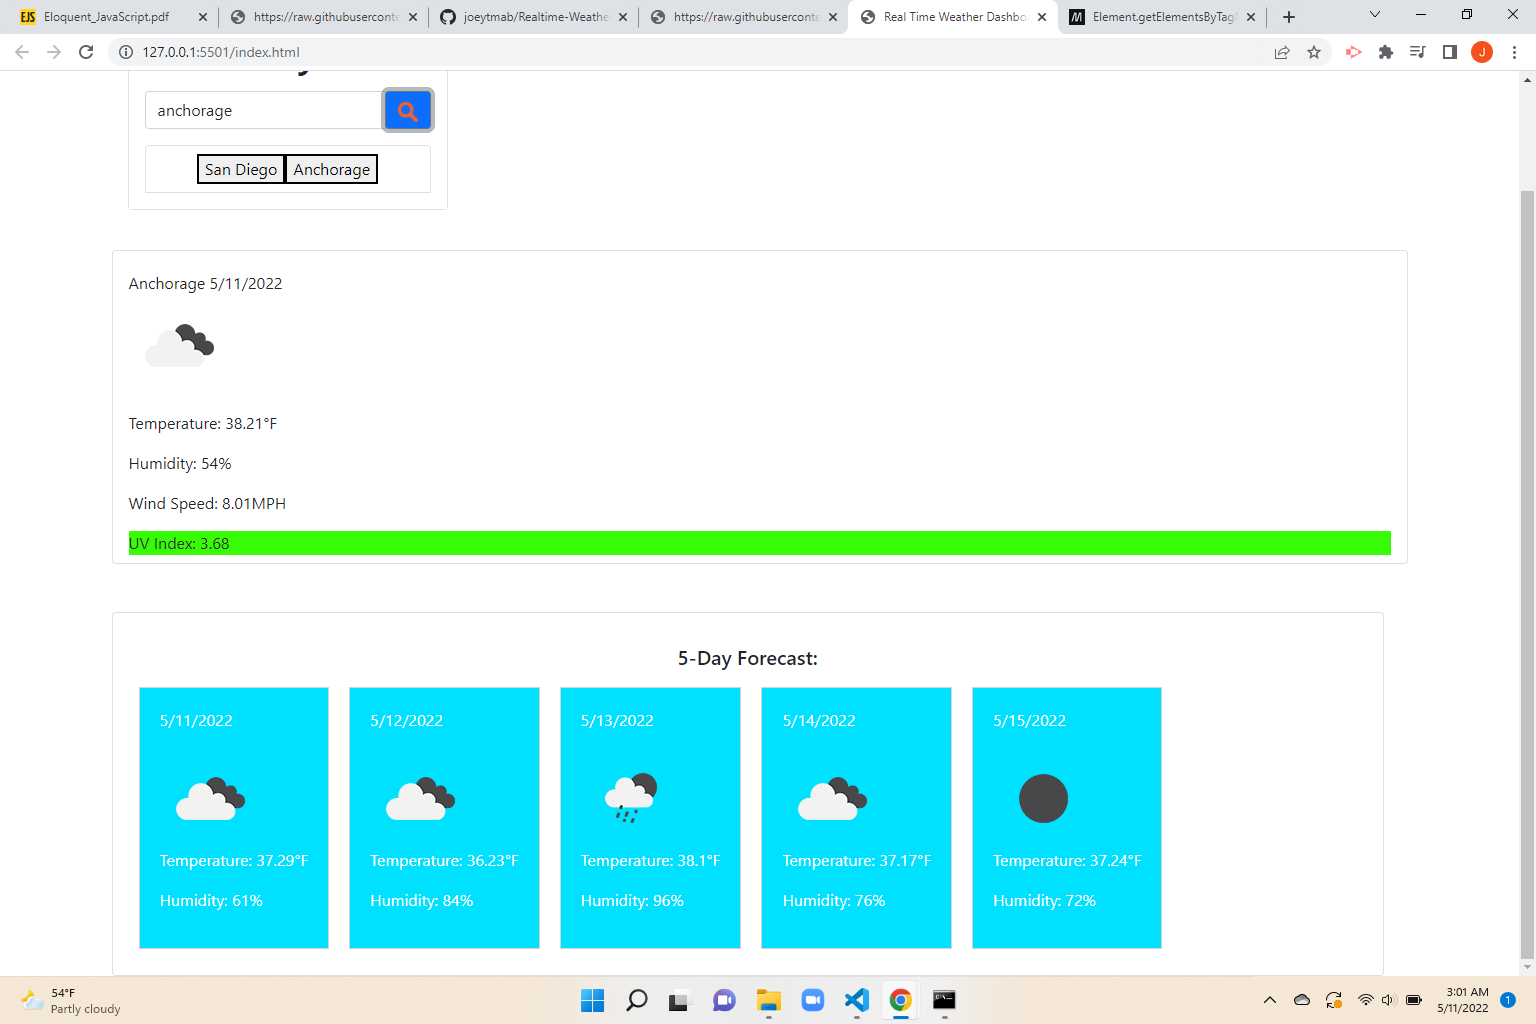 EJS Eloquent_JavaScript.pdf
https://raw.githubuserconte
joeytmab/Realtime-Weathe
https://raw.githubuserconte
Real Time Weather Dashbo
M Element.getElementsByTag
127.0.0.1:5501/index.html
J
anchorage
San Diego Anchorage
Anchorage 5/11/2022
Temperature: 38.21°F
Humidity: 54%
Wind Speed: 8.01MPH
UV Index: 3.68
5-Day Forecast:
5/11/2022 5/12/2022 5/13/2022 5/14/2022 5/15/2022
Temperature: 37.29°F Temperature: 36.23°F Temperature: 38.1°F Temperature: 37.17°F Temperature: 37.24°F
Humidity: 61% Humidity: 84% Humidity: 96% Humidity: 76% Humidity: 72%
54°F
Partly cloudy
3:01 AM
5/11/2022
1